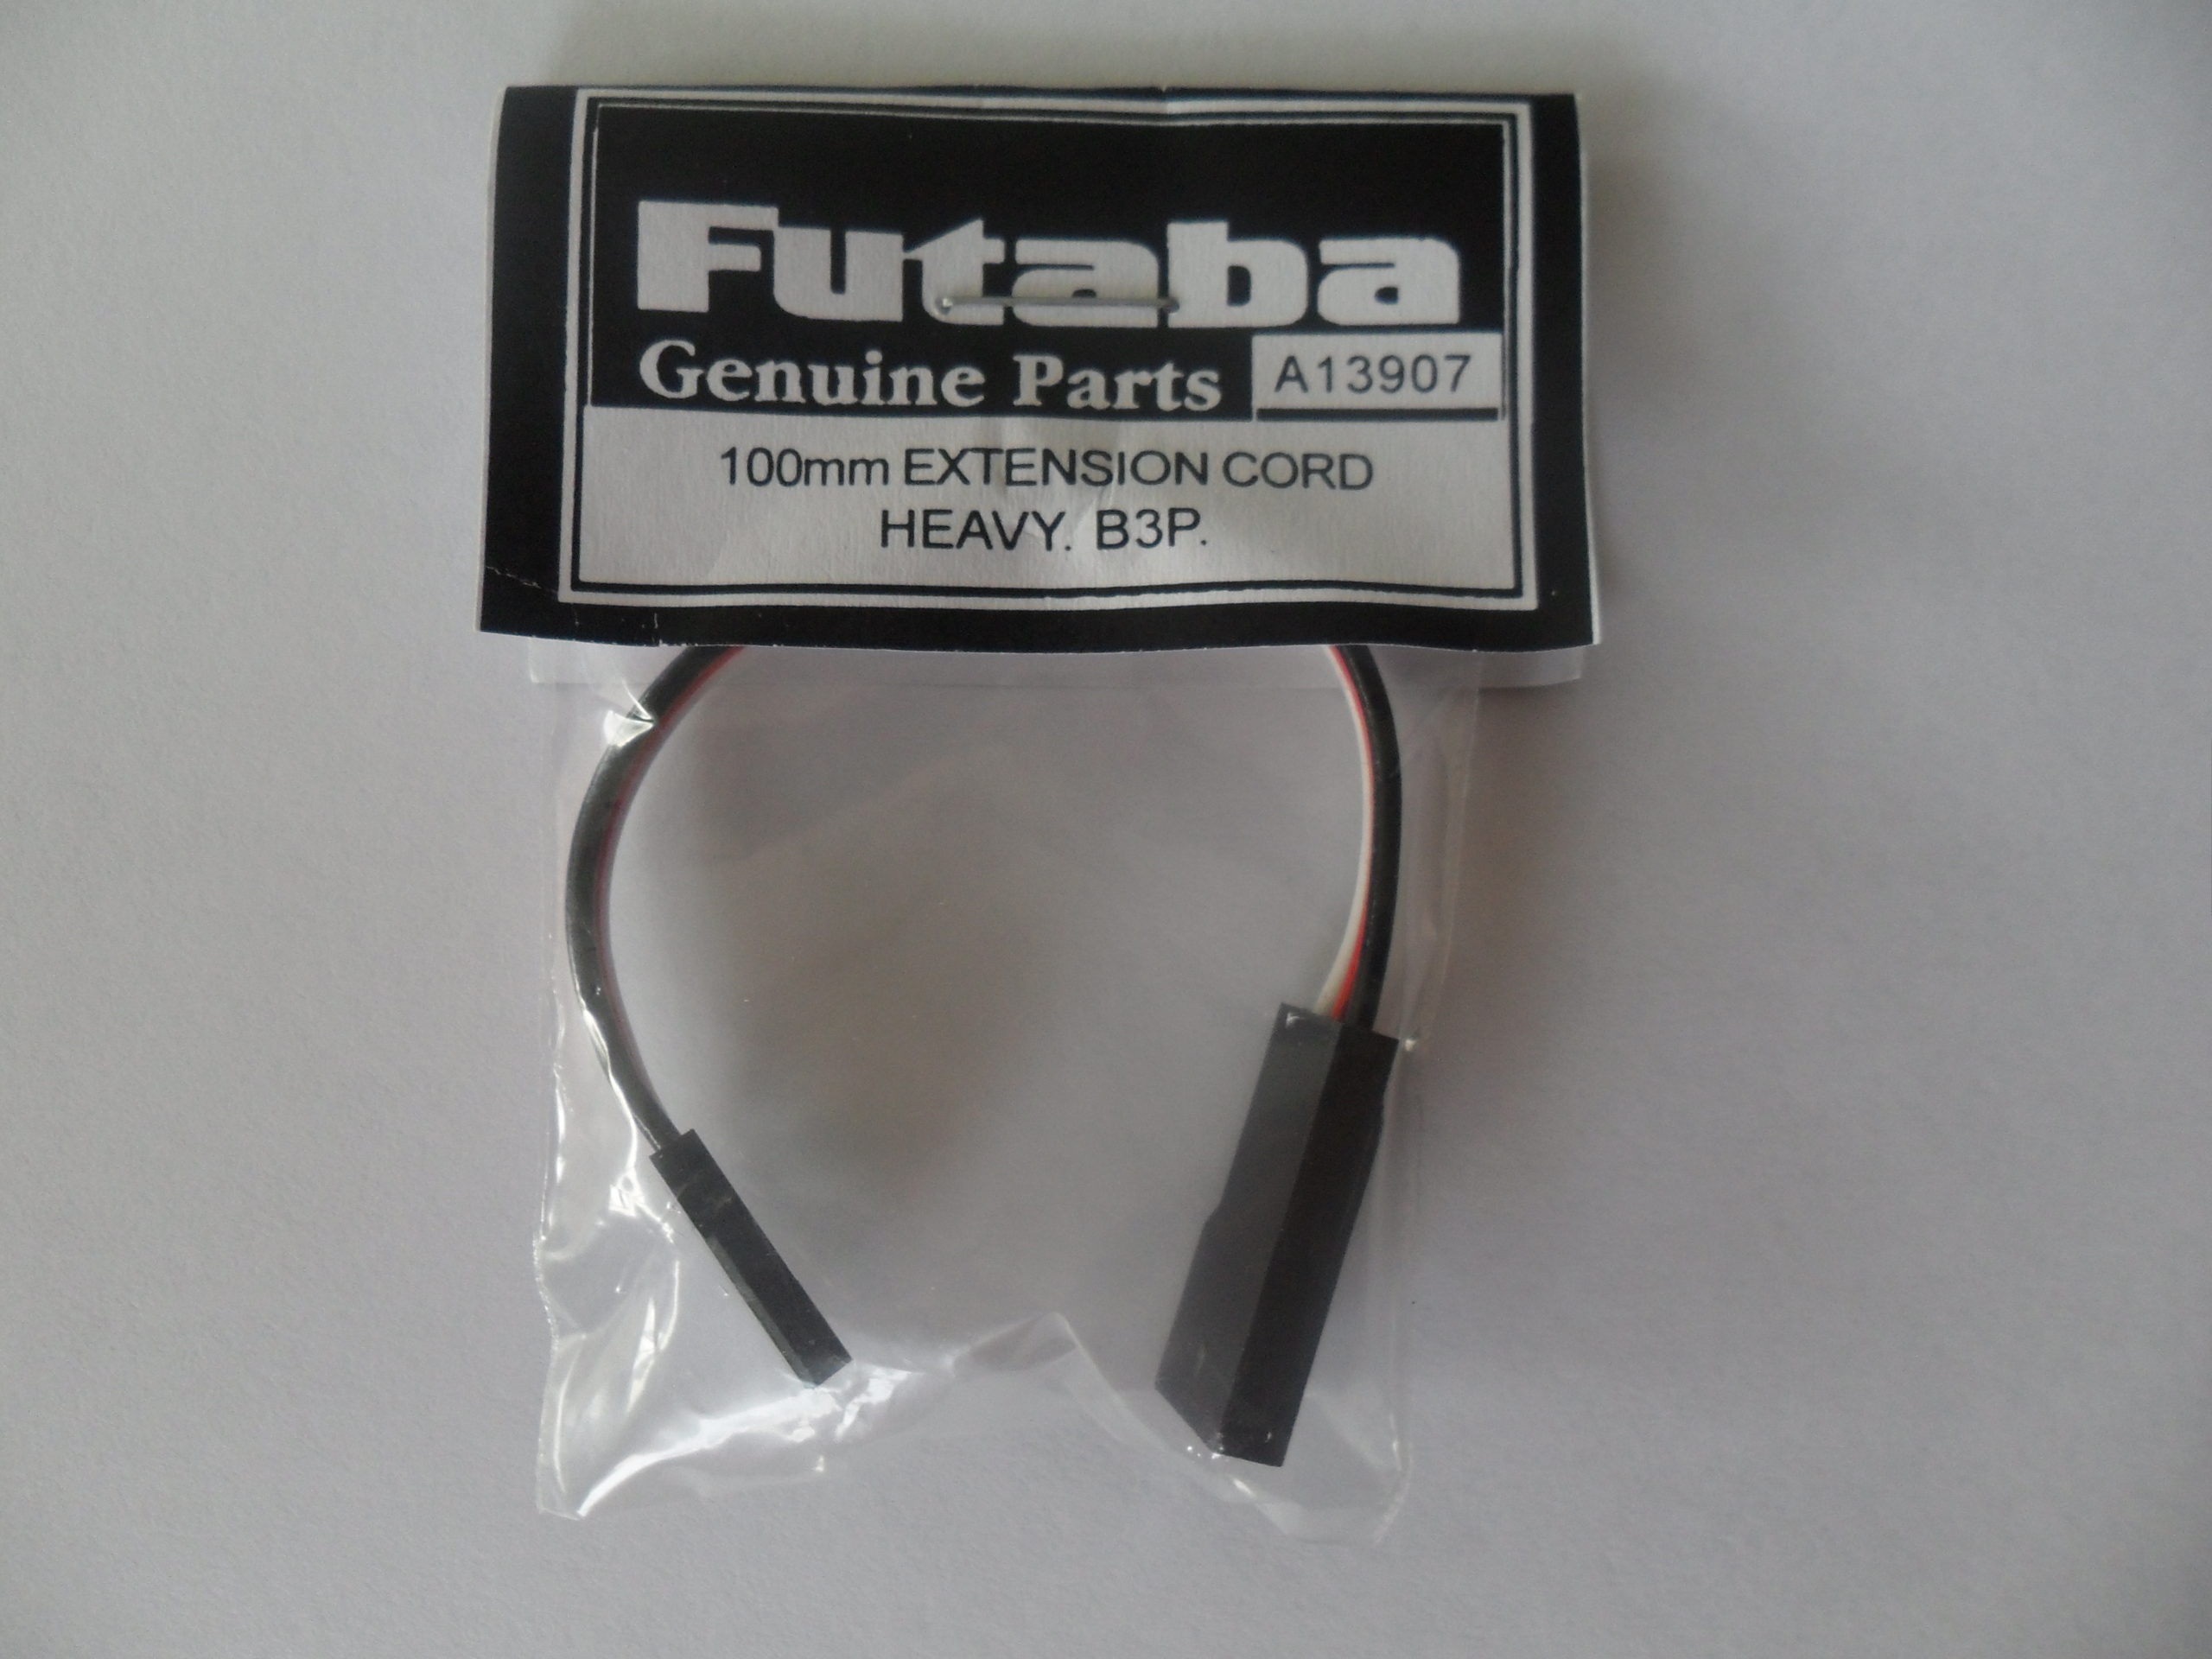 Futaba
Genuine Parts A13907
100mm EXTENSION CORD
HEAVY. B3P.